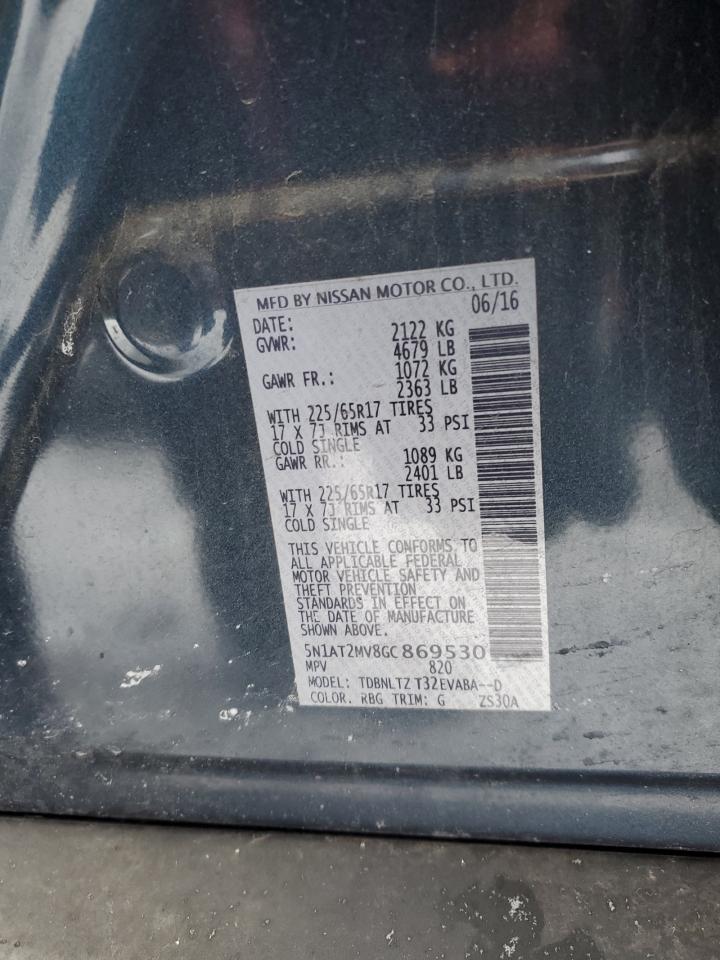 MFD BY NISSAN MOTOR CO., LTD.
DATE: 06/16
GVWR: 2122 KG
4679 LB
GAWR FR.: 1072 KG
2363 LB
WITH 225/65R17 TIRES
17 X 7J RIMS AT 33 PSI
COLD SINGLE
GAWR RR.: 1089 KG
2401 LB
WITH 225/65R17 TIRES
17 X 7J RIMS AT 33 PSI
COLD SINGLE
THIS VEHICLE CONFORMS TO
ALL APPLICABLE FEDERAL
MOTOR VEHICLE SAFETY AND
THEFT PREVENTION
STANDARDS IN EFFECT ON
THE DATE OF MANUFACTURE
SHOWN ABOVE.
5N1AT2MV8GC869530
MPV 820
MODEL: TDBNLTZ T32EVABA--D
COLOR. RBG TRIM: G ZS30A